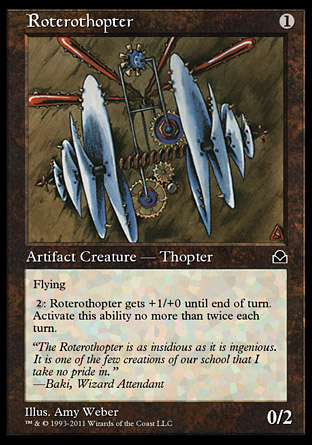 Roterothopter 1
Artifact Creature — Thopter
Flying
2: Roterothopter gets +1/+0 until end of turn.
Activate this ability no more than twice each
turn.
“The Roterothopter is as insidious as it is ingenious.
It is one of the few creations of our school that I
take no pride in.”
—Baki, Wizard Attendant
Illus. Amy Weber
™ & © 1993-2011 Wizards of the Coast LLC
0/2